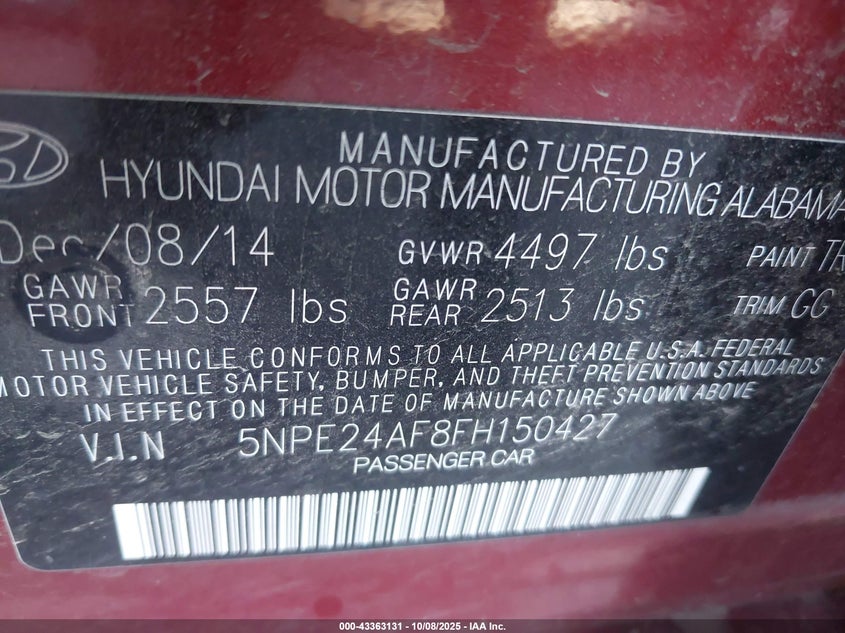 MANUFACTURED BY
HYUNDAI MOTOR MANUFACTURING ALABAMA
Dec/08/14 GVWR 4497 lbs PAINT TR
GAWR FRONT 2557 lbs GAWR REAR 2513 lbs TRIM GG
THIS VEHICLE CONFORMS TO ALL APPLICABLE U.S.A. FEDERAL
MOTOR VEHICLE SAFETY, BUMPER, AND THEFT PREVENTION STANDARDS
IN EFFECT ON THE DATE OF MANUFACTURE SHOWN ABOVE
V.I.N 5NPE24AF8FH150427
PASSENGER CAR
000-43363131 - 10/08/2025 - IAA Inc.